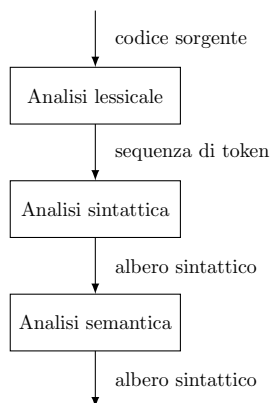 codice sorgente
Analisi lessicale
sequenza di token
Analisi sintattica
albero sintattico
Analisi semantica
albero sintattico